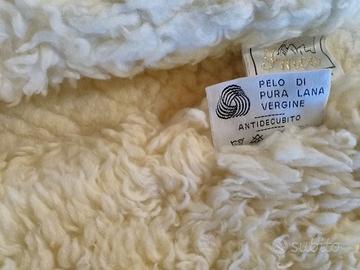 PELO DI
PURA LANA
VERGINE
ANTIDECUBITO
subito